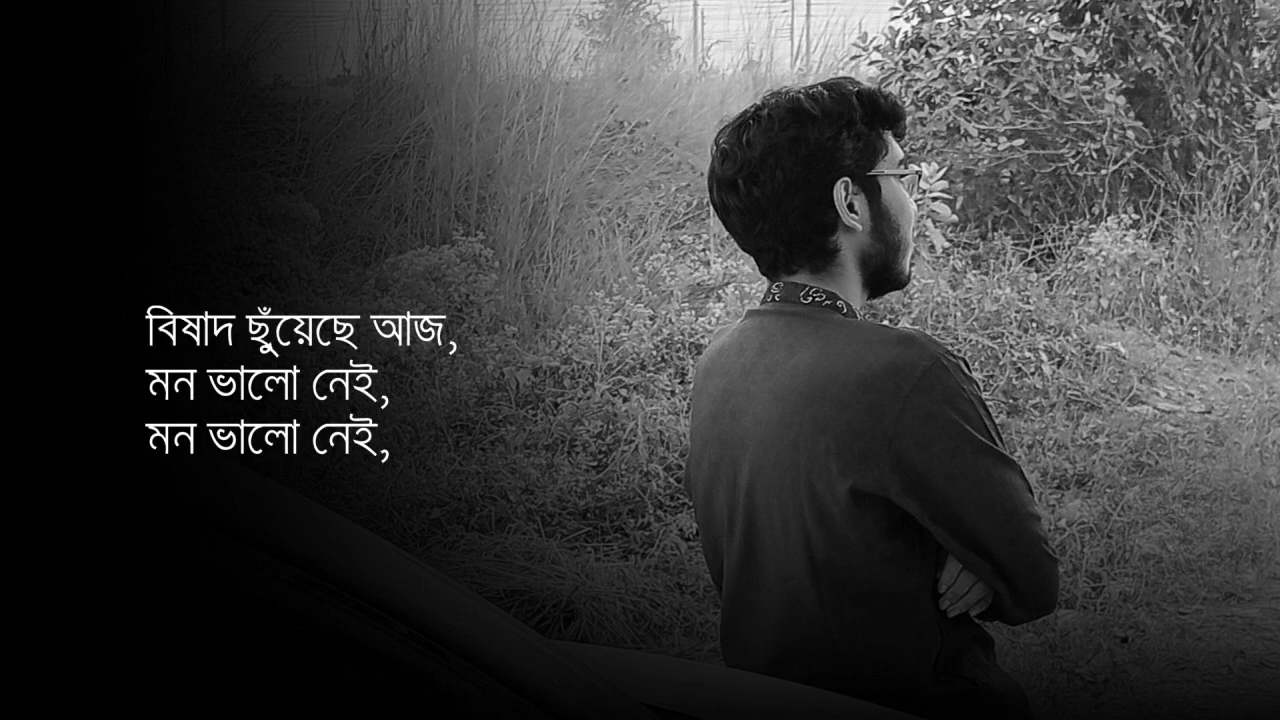 বিষাদ ছুঁয়েছে আজ,
মন ভালো নেই,
মন ভালো নেই,